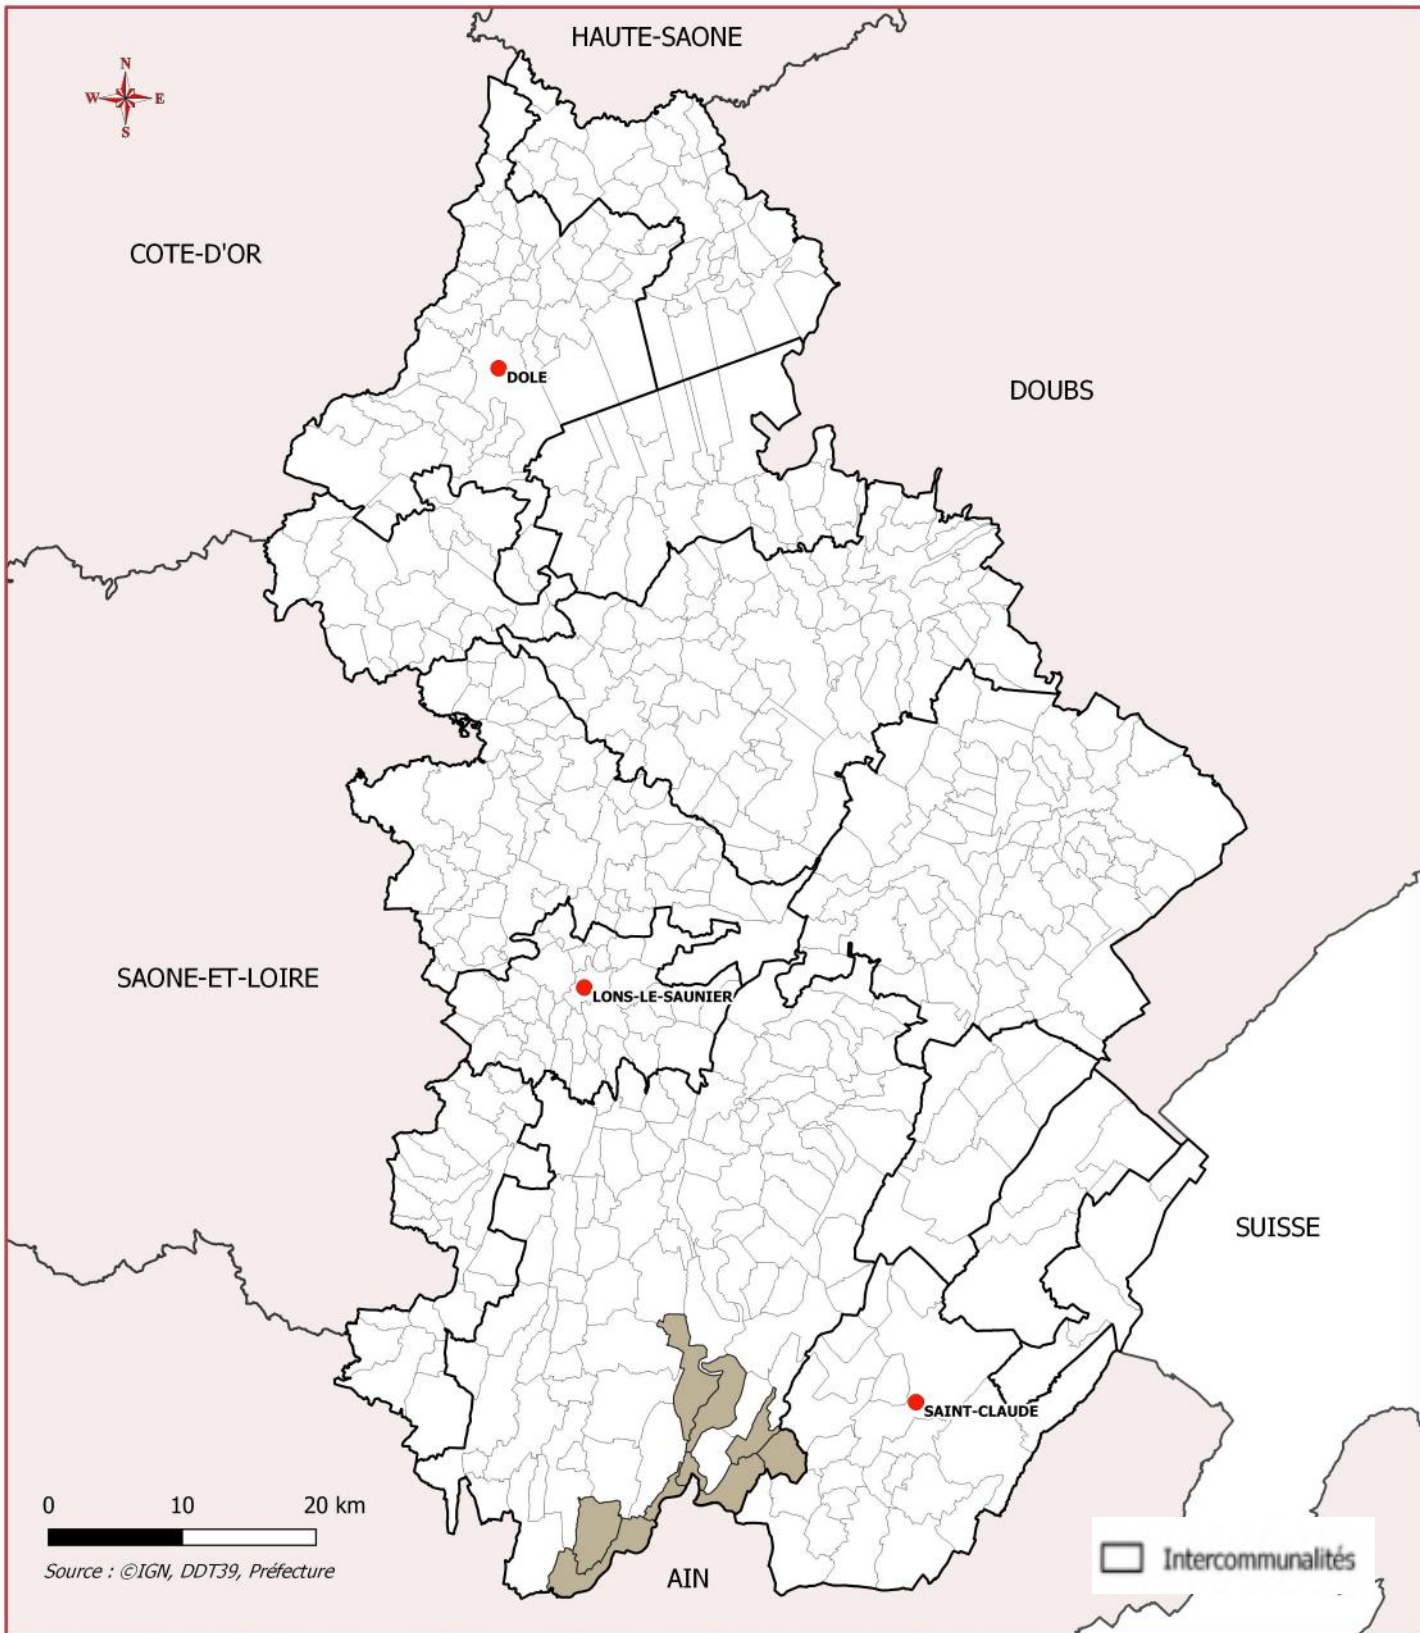 HAUTE-SAONE
N
W E
S
COTE-D'OR
DOLE
DOUBS
SAONE-ET-LOIRE
LONS-LE-SAUNIER
SUISSE
SAINT-CLAUDE
0 10 20 km
Source : ©IGN, DDT39, Préfecture
AIN
Intercommunalités